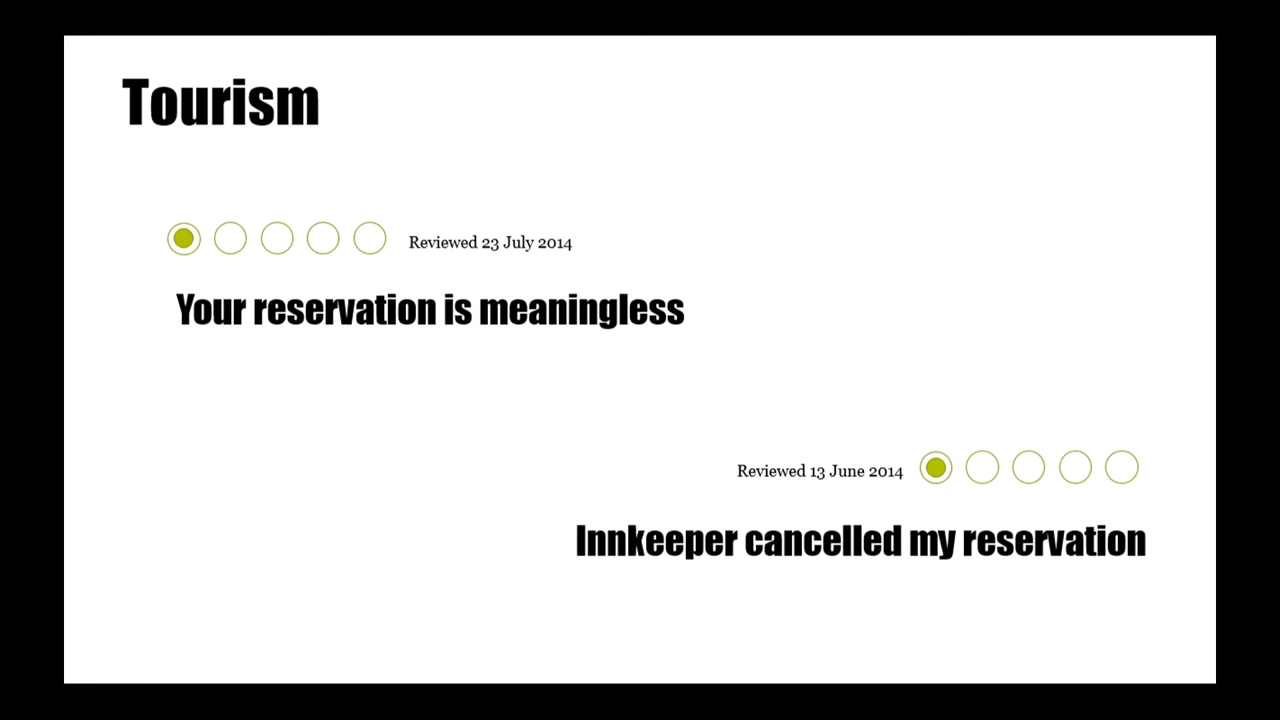 Tourism
Reviewed 23 July 2014
Your reservation is meaningless
Reviewed 13 June 2014
Innkeeper cancelled my reservation